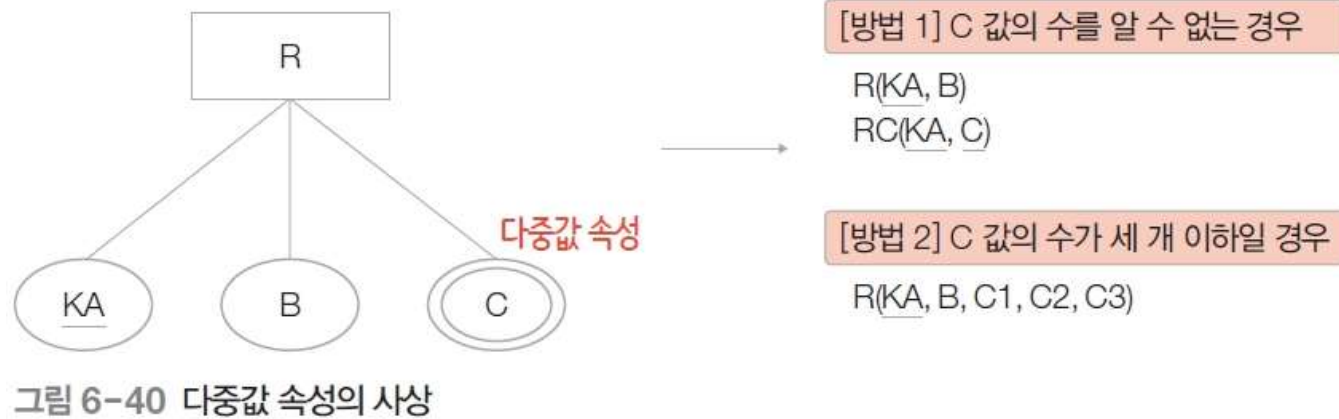 R
KA
B
C
다중값 속성
[방법 1] C 값의 수를 알 수 없는 경우
R(KA, B)
RC(KA, C)
[방법 2] C 값의 수가 세 개 이하일 경우
R(KA, B, C1, C2, C3)
그림 6-40 다중값 속성의 사상